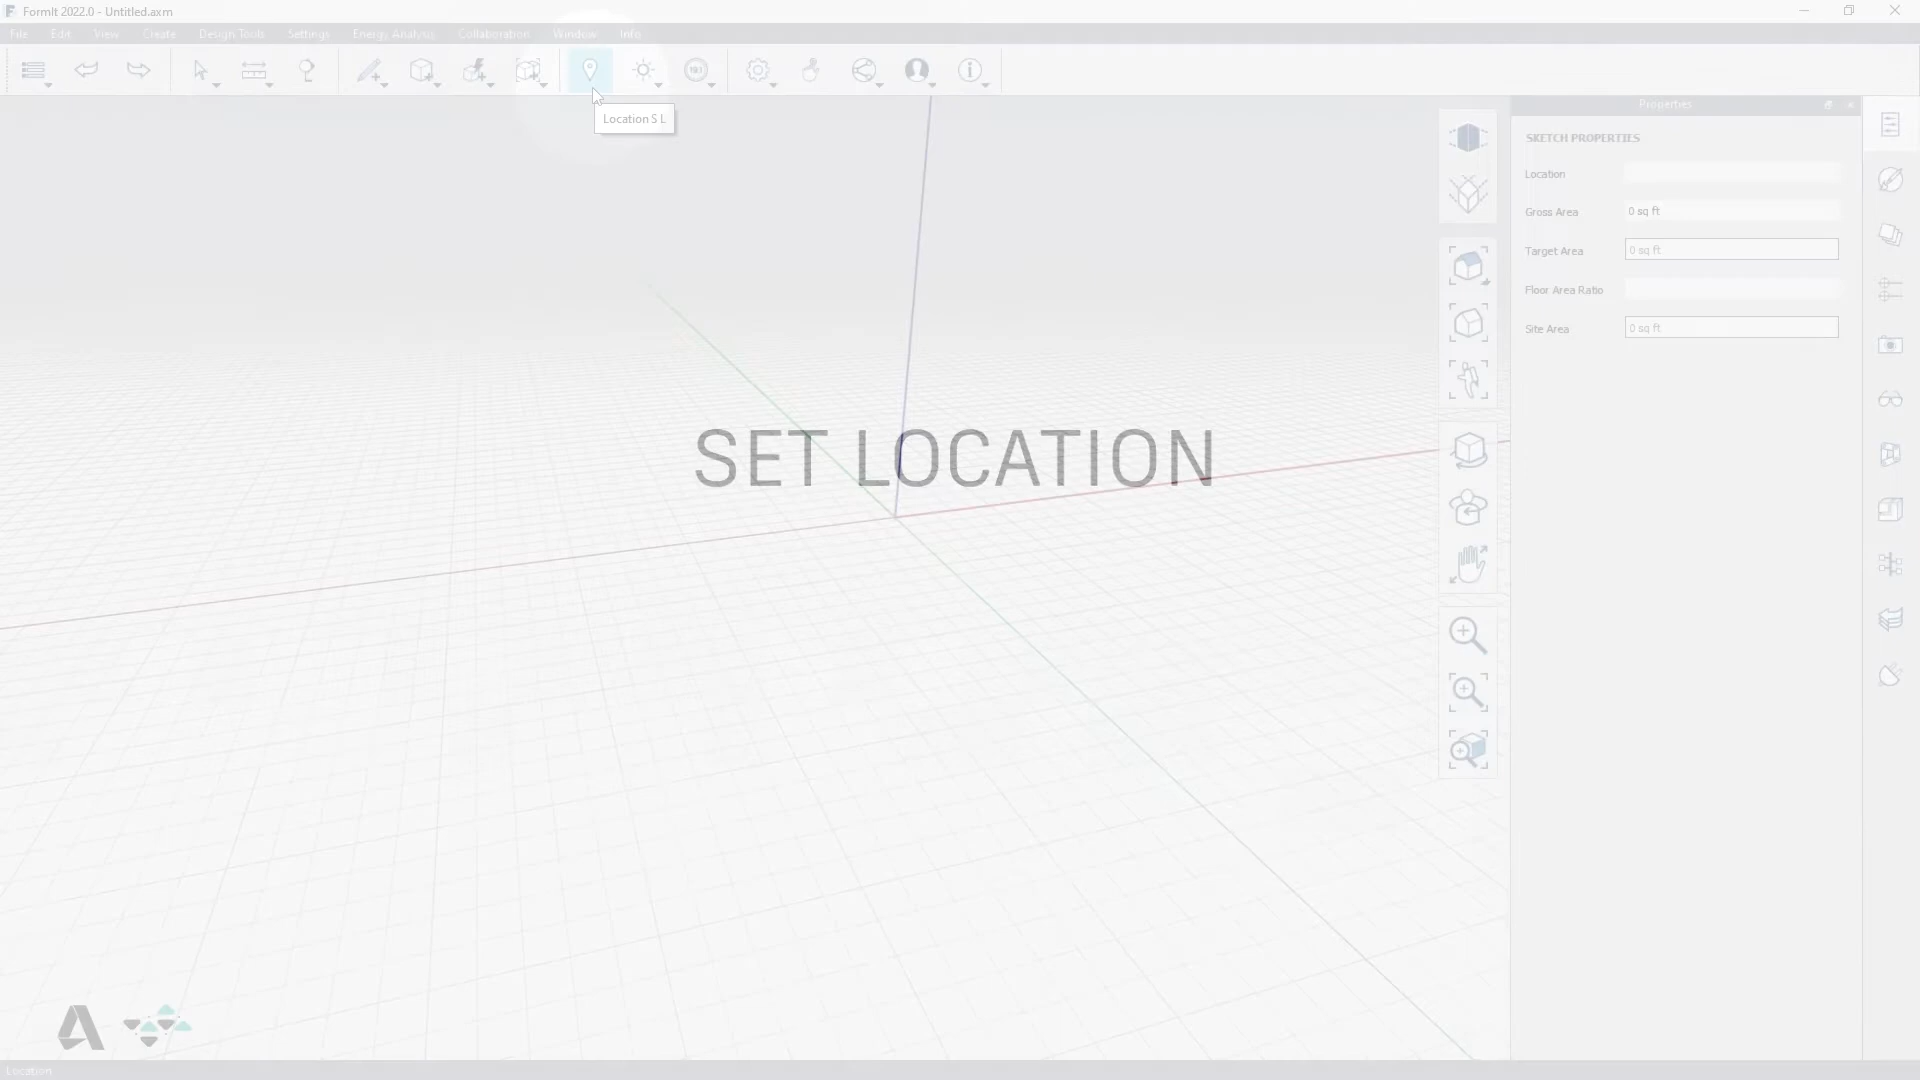 FormIt 2022.0 - Untitled.axm
File Edit View Create Design Tools Settings Energy Analysis Collaboration Window Info
Location S L
Properties
SKETCH PROPERTIES
Location
Gross Area 0 sq ft
Target Area 0 sq ft
Floor Area Ratio
Site Area 0 sq ft
SET LOCATION
Location